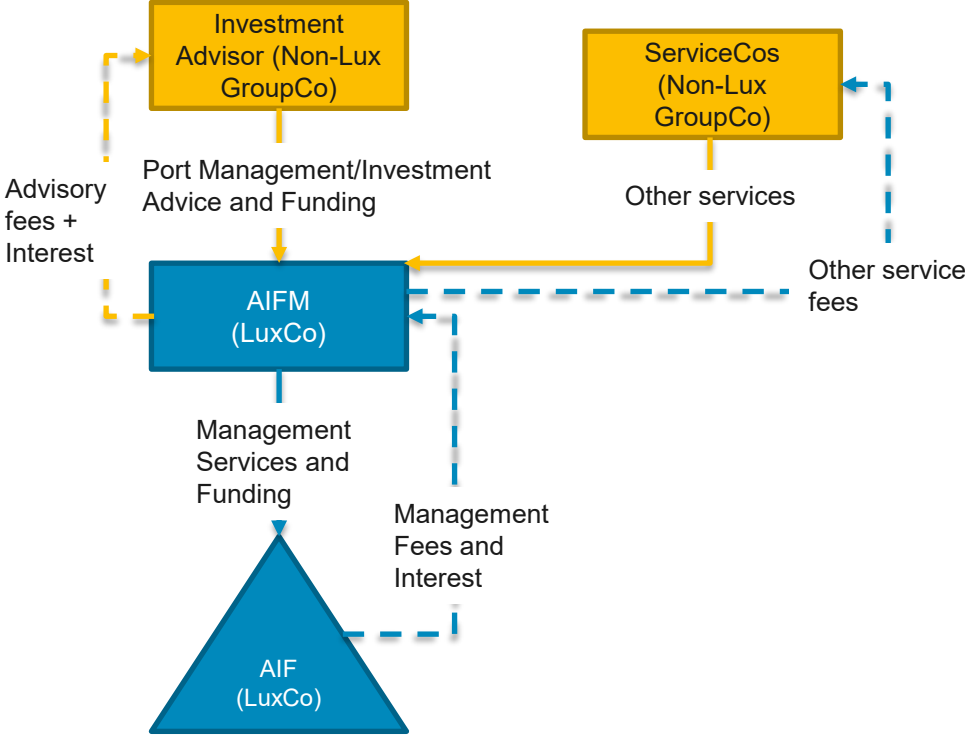 Investment
Advisor (Non-Lux
GroupCo)
ServiceCos
(Non-Lux
GroupCo)
Port Management/Investment
Advice and Funding
Advisory
fees +
Interest
Other services
Other service
fees
AIFM
(LuxCo)
Management
Services and
Funding
Management
Fees and
Interest
AIF
(LuxCo)